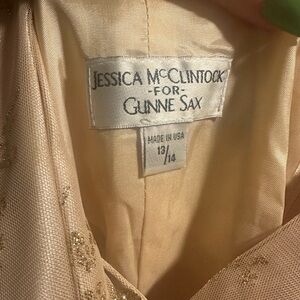 JESSICA McCLINTOCK
-FOR-
GUNNE SAX
MADE IN USA
13/14